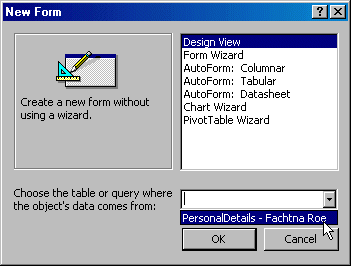 New Form
Design View
Form Wizard
AutoForm: Columnar
AutoForm: Tabular
AutoForm: Datasheet
Chart Wizard
PivotTable Wizard
Create a new form without
using a wizard.
Choose the table or query where
the object's data comes from:
PersonalDetails - Fachtna Roe
OK
Cancel